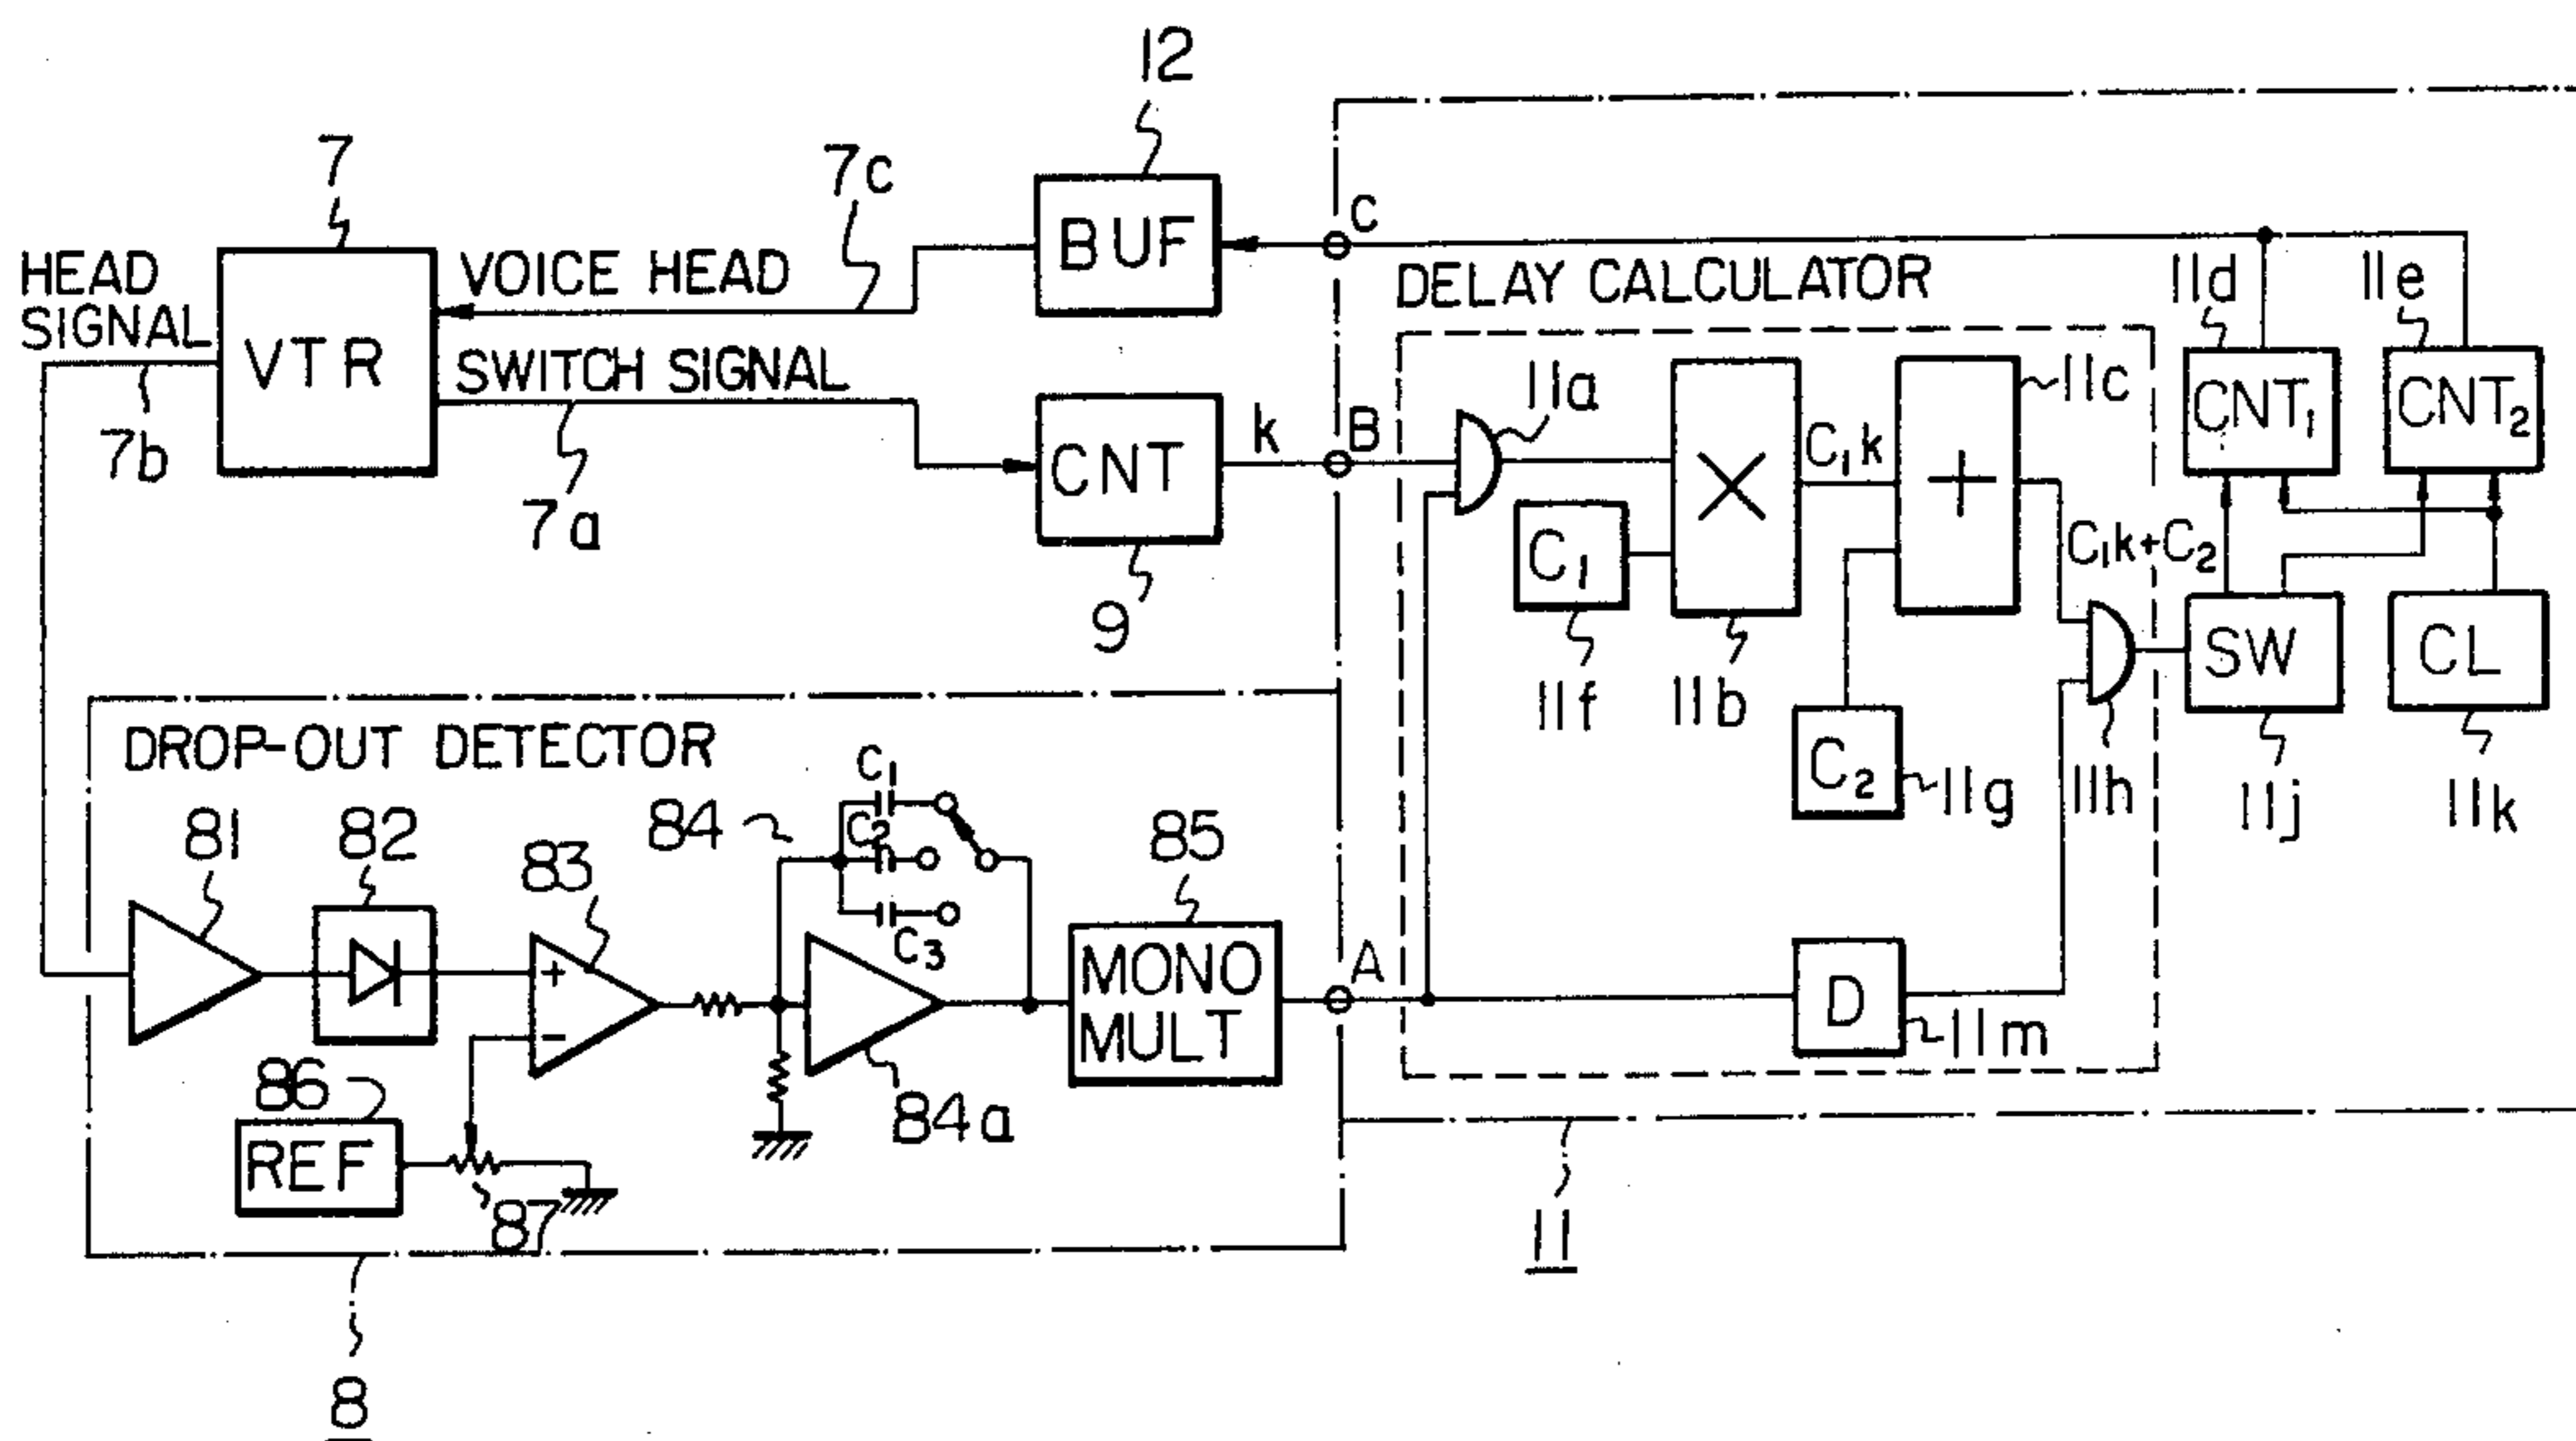 12
7
7c
HEAD
SIGNAL
VTR
VOICE HEAD
BUF
C
SWITCH SIGNAL
7b
7a
CNT
k
B
9
DELAY CALCULATOR
11a
11d
11e
CNT₁
CNT₂
×
C₁k
+
11c
C₁
C₁k+C₂
11f
11b
C₂
11g
11h
SW
CL
11j
11k
DROP-OUT DETECTOR
81
82
83
84
C₁
C₂
C₃
85
+
-
84a
MONO
MULT
A
D
11m
86
REF
87
11
8